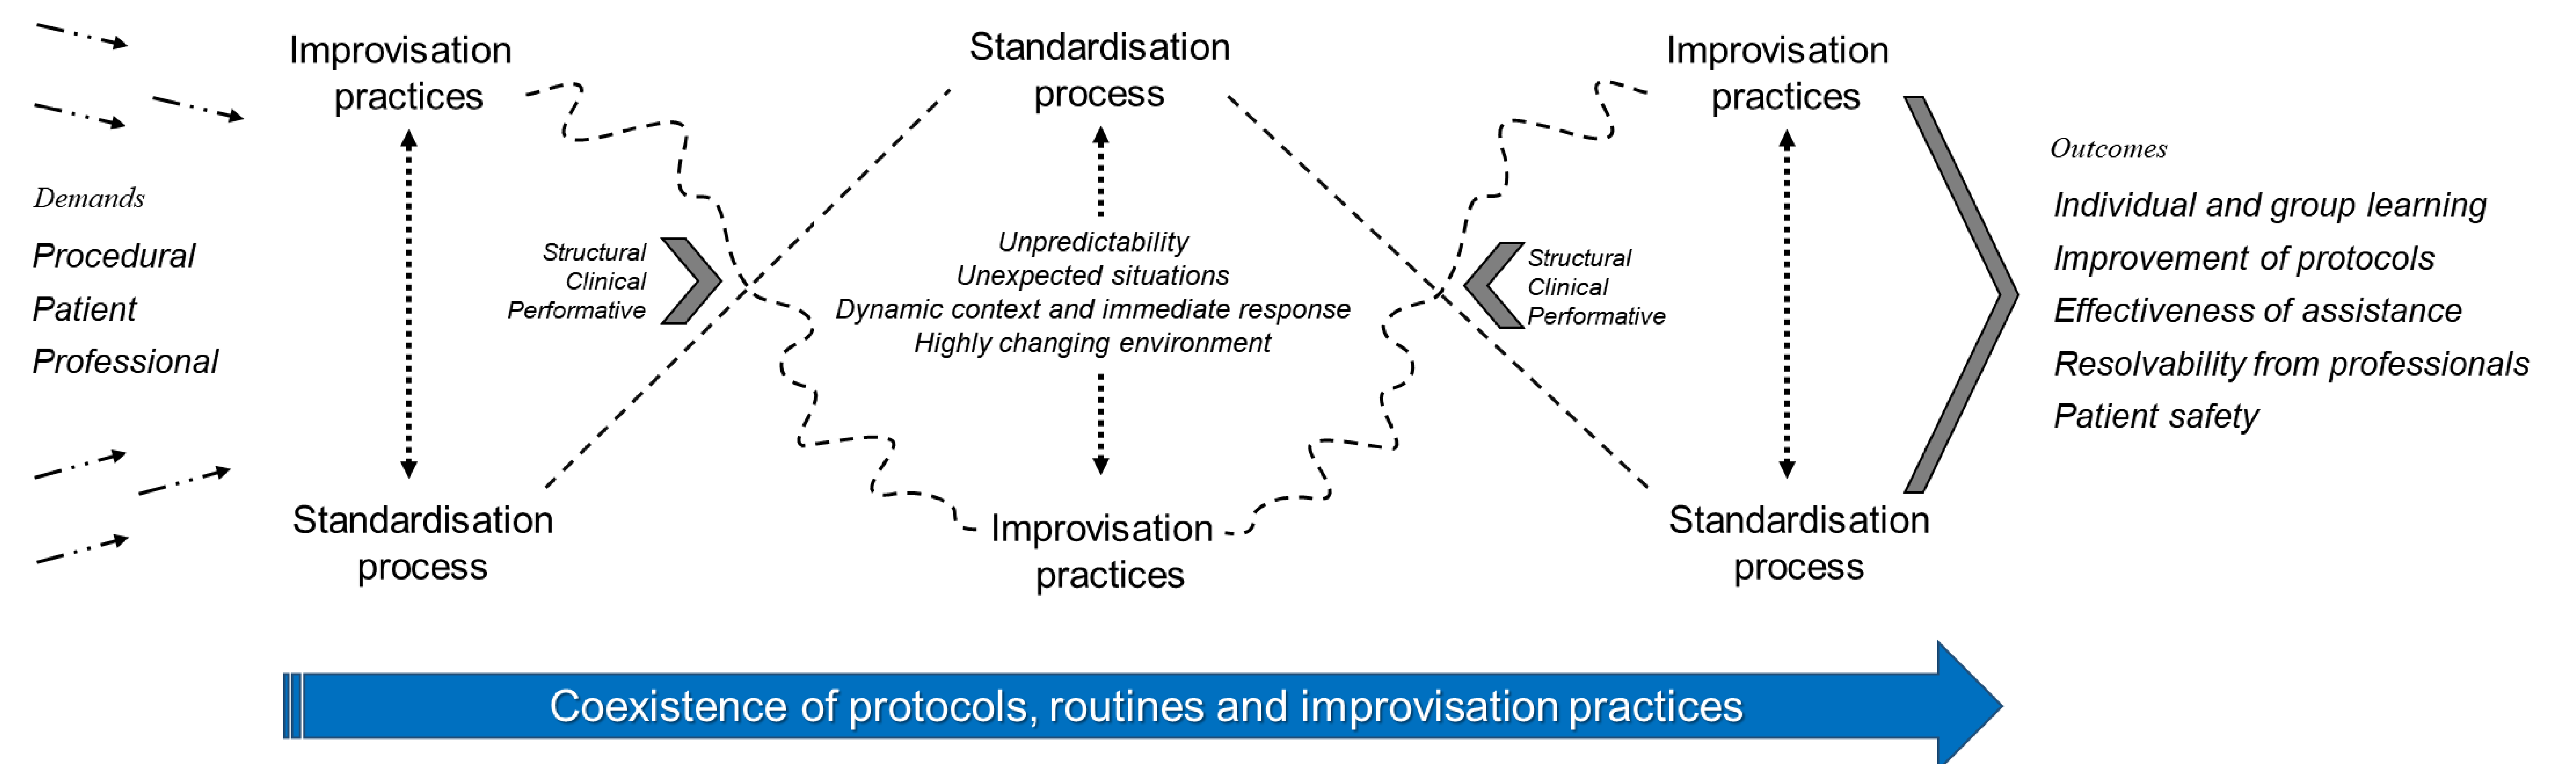 Demands
Procedural
Patient
Professional
Improvisation
practices
Standardisation
process
Structural
Clinical
Performative
Standardisation
process
Unpredictability
Unexpected situations
Dynamic context and immediate response
Highly changing environment
Improvisation
practices
Structural
Clinical
Performative
Improvisation
practices
Standardisation
process
Outcomes
Individual and group learning
Improvement of protocols
Effectiveness of assistance
Resolvability from professionals
Patient safety
Coexistence of protocols, routines and improvisation practices